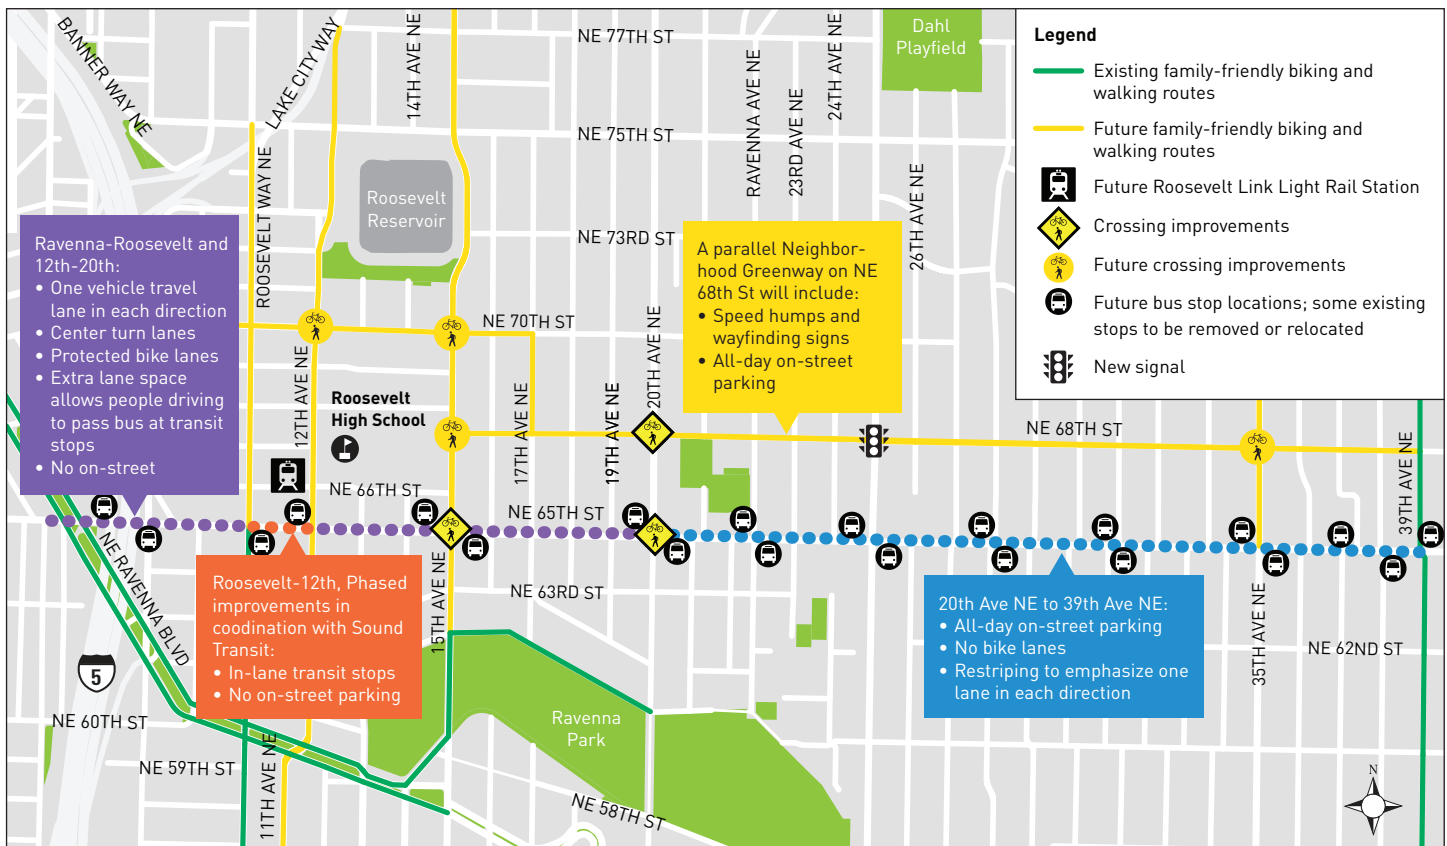 BANNER WAY NE
LAKE CITY WAY
14TH AVE NE
NE 77TH ST
RAVENNA AVE NE
23RD AVE NE
24TH AVE NE
Dahl
Playfield
NE 75TH ST
ROOSEVELT WAY NE
Roosevelt
Reservoir
NE 73RD ST
26TH AVE NE
Legend
Existing family-friendly biking and
walking routes
Future family-friendly biking and
walking routes
Future Roosevelt Link Light Rail Station
Crossing improvements
Future crossing improvements
Future bus stop locations; some existing
stops to be removed or relocated
New signal
Ravenna-Roosevelt and
12th-20th:
• One vehicle travel
lane in each direction
• Center turn lanes
• Protected bike lanes
• Extra lane space
allows people driving
to pass bus at transit
stops
• No on-street
A parallel Neighbor-
hood Greenway on NE
68th St will include:
• Speed humps and
wayfinding signs
• All-day on-street
parking
NE 70TH ST
12TH AVE NE
Roosevelt
High School
17TH AVE NE
19TH AVE NE
20TH AVE NE
NE 68TH ST
39TH AVE NE
NE 66TH ST
NE 65TH ST
NE RAVENNA BLVD
15TH AVE NE
NE 63RD ST
35TH AVE NE
NE 62ND ST
Roosevelt-12th, Phased
improvements in
coodination with Sound
Transit:
• In-lane transit stops
• No on-street parking
20th Ave NE to 39th Ave NE:
• All-day on-street parking
• No bike lanes
• Restriping to emphasize one
lane in each direction
5
NE 60TH ST
NE 59TH ST
11TH AVE NE
Ravenna
Park
NE 58TH ST
N